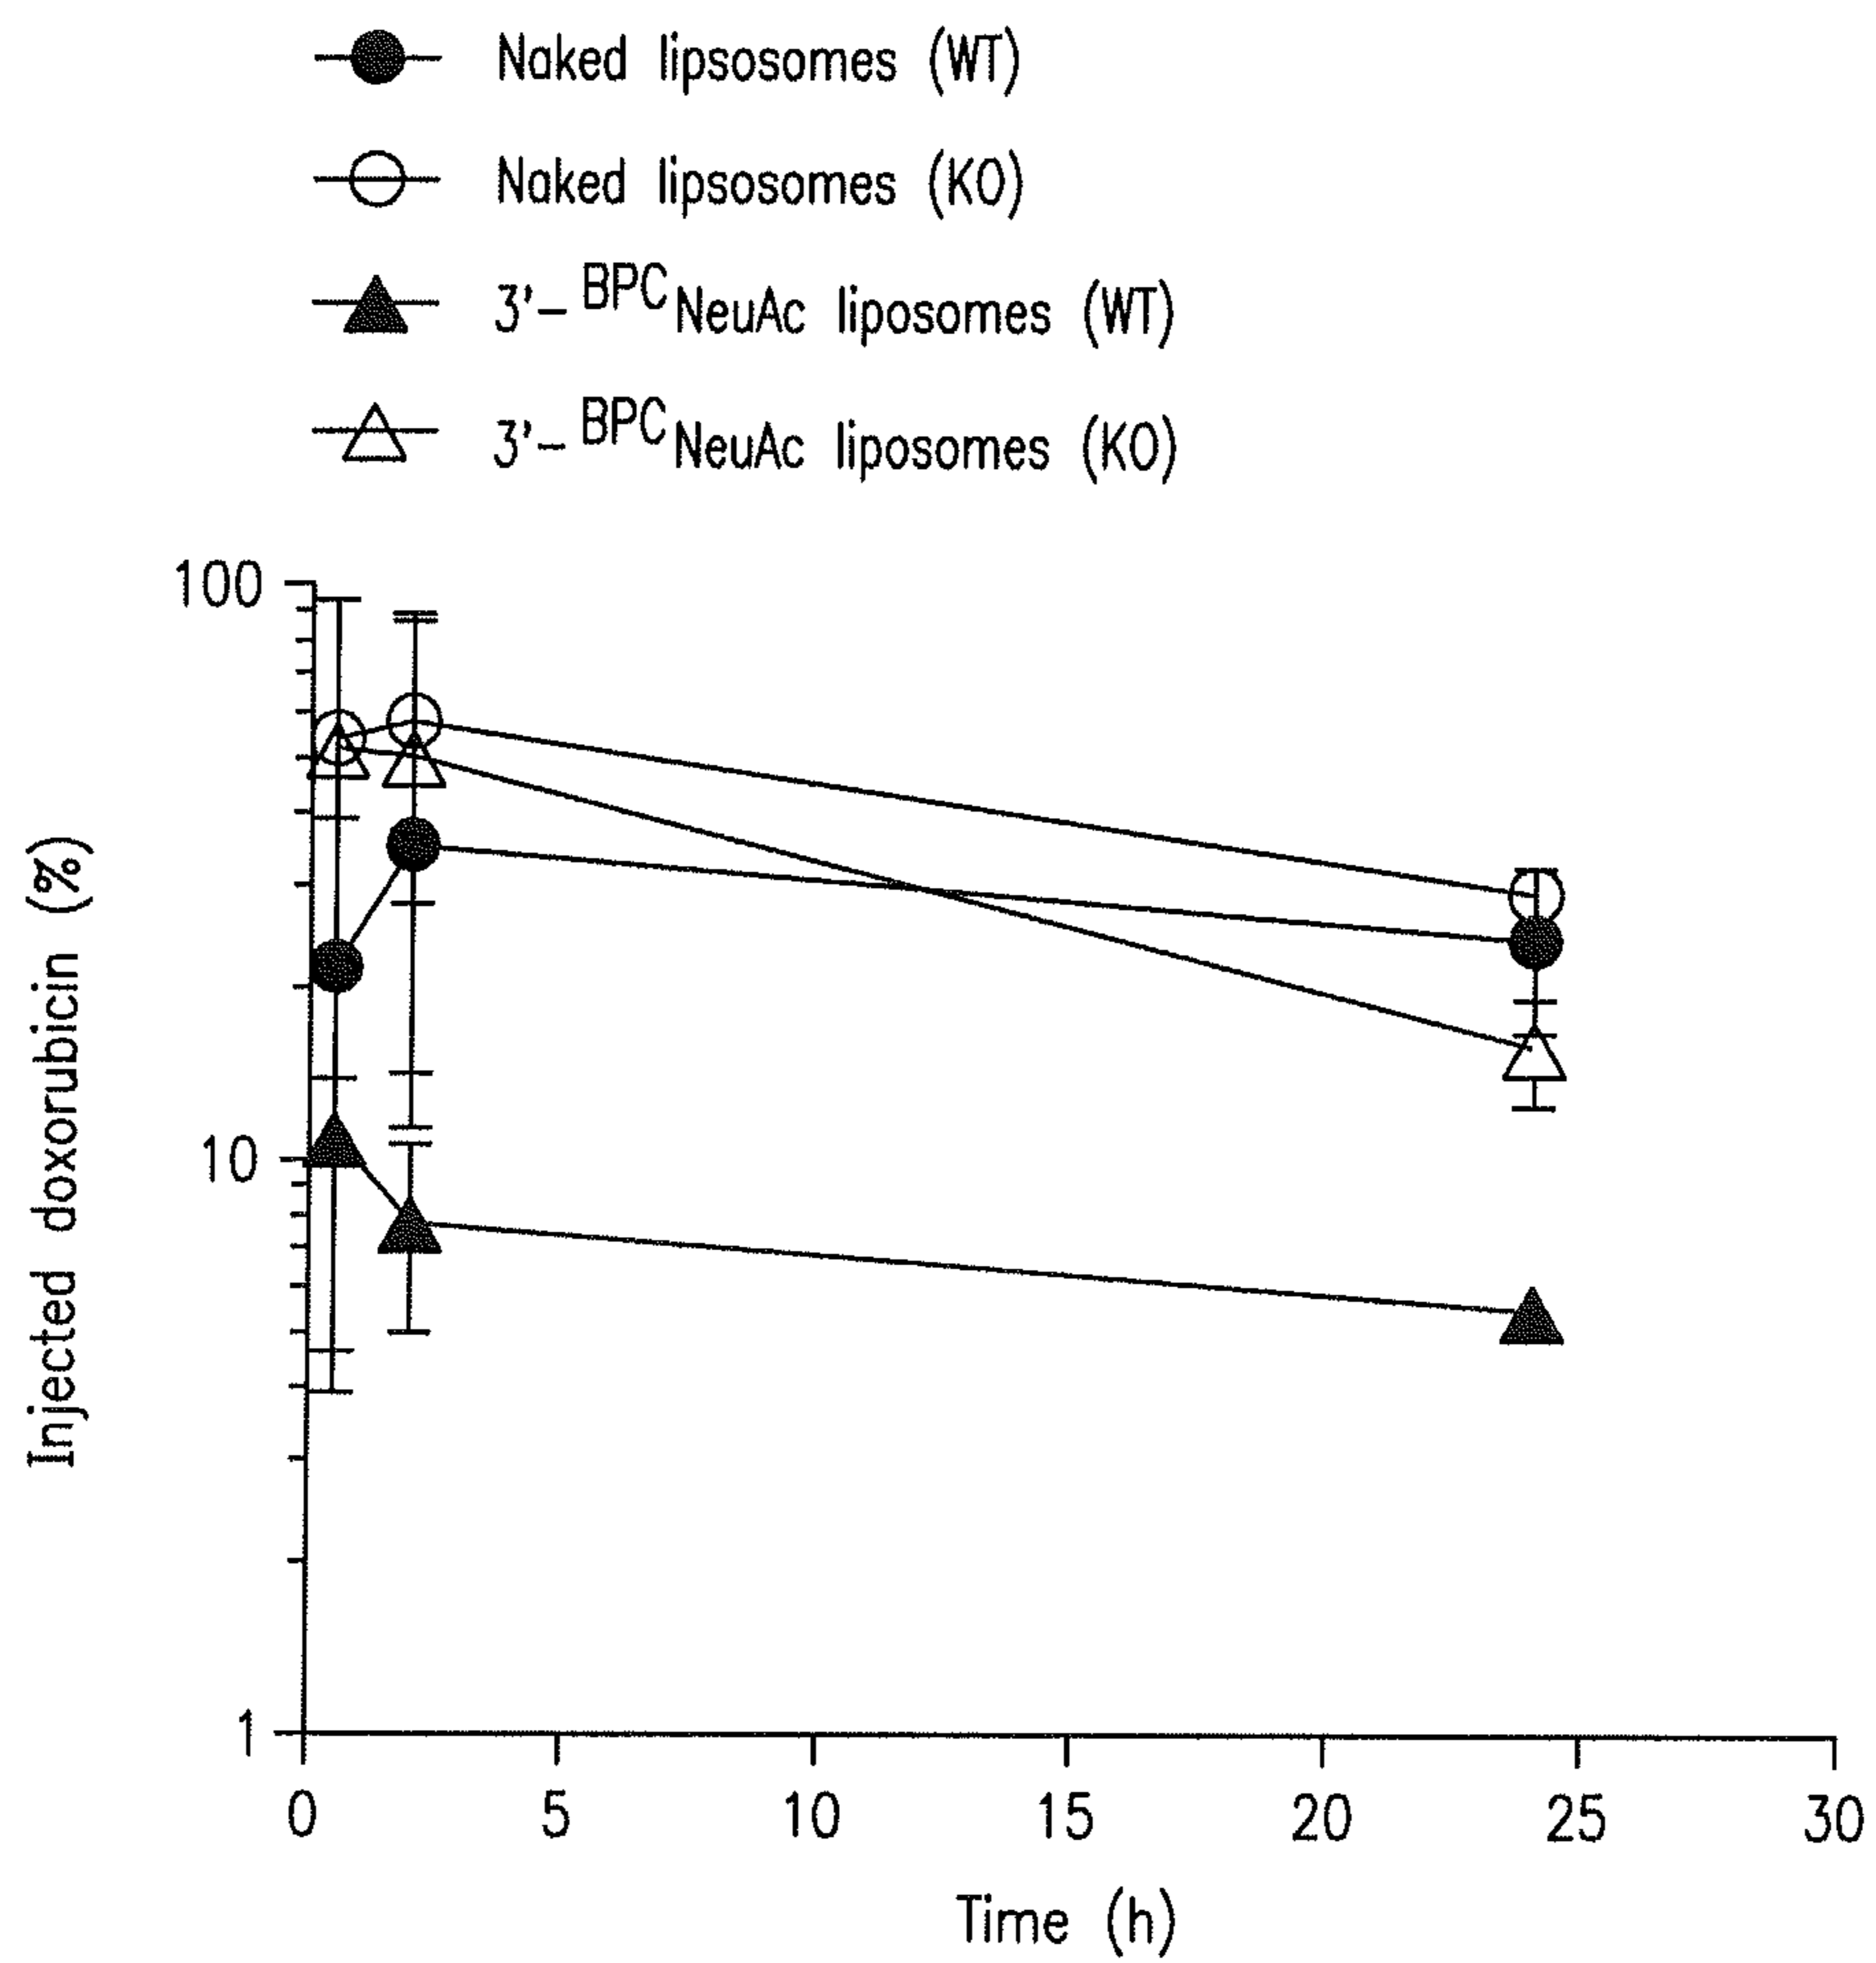 Naked lipsosomes (WT)
Naked lipsosomes (KO)
3'-BPCNeuAc liposomes (WT)
3'-BPCNeuAc liposomes (KO)
100
10
1
Injected doxorubicin (%)
0 5 10 15 20 25 30
Time (h)